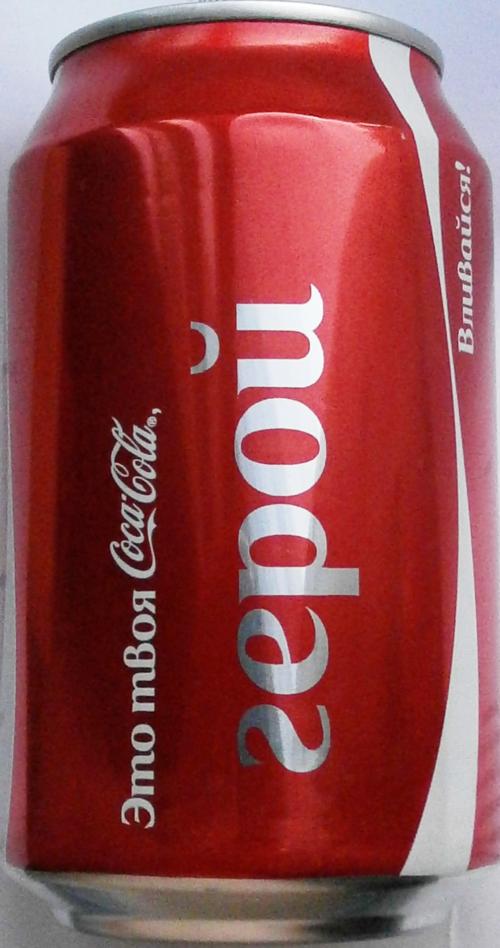 Это твоя Coca-Cola®,
герой
Вливайся!